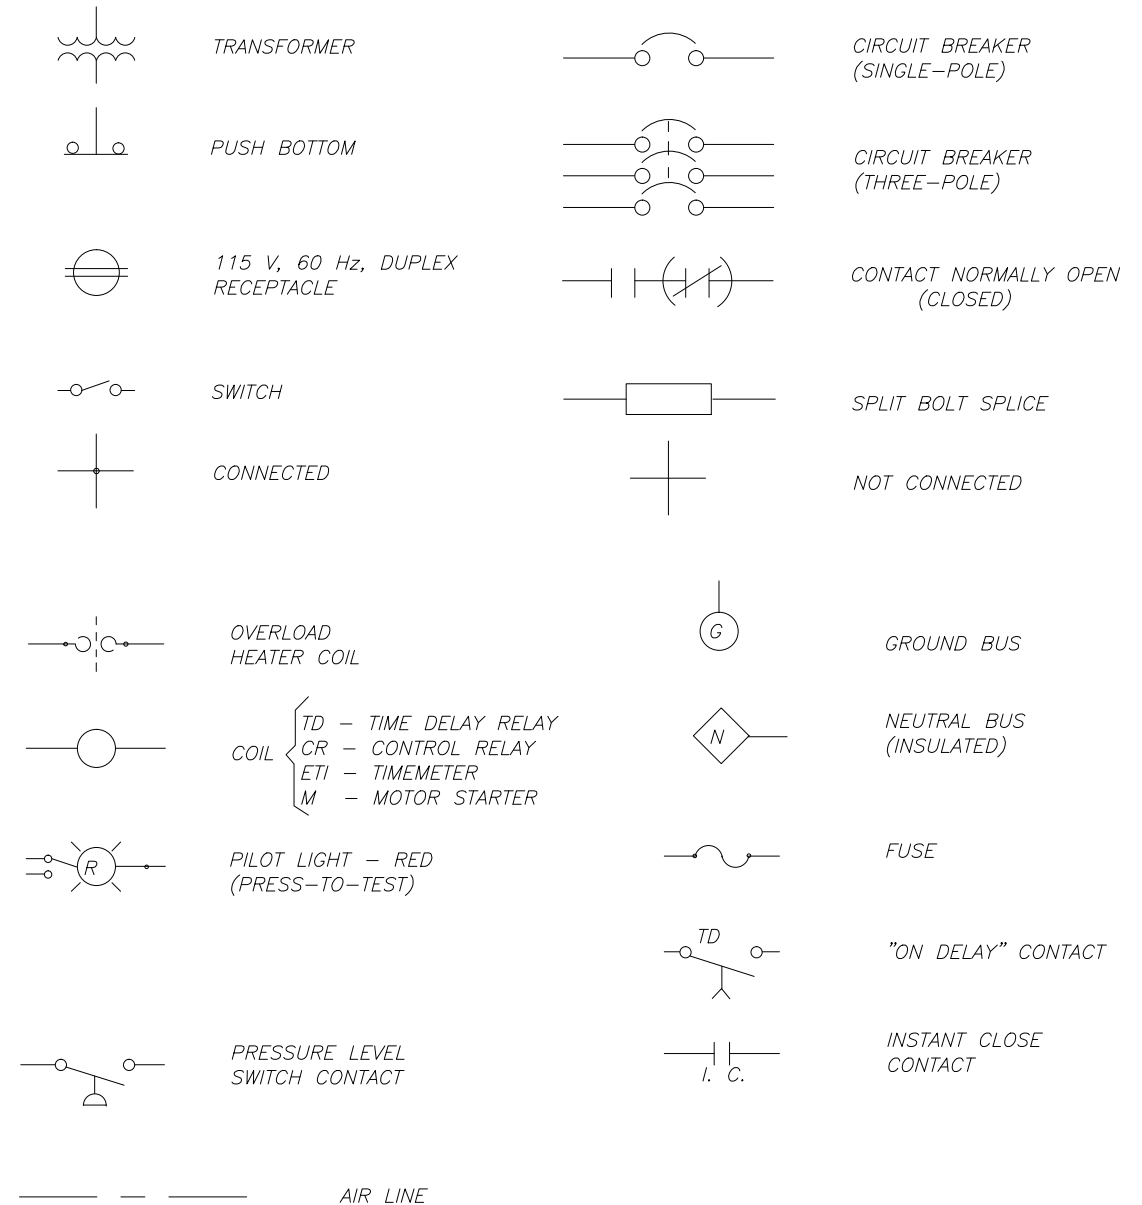 TRANSFORMER
CIRCUIT BREAKER
(SINGLE-POLE)
PUSH BOTTOM
CIRCUIT BREAKER
(THREE-POLE)
115 V, 60 Hz, DUPLEX
RECEPTACLE
CONTACT NORMALLY OPEN
(CLOSED)
SWITCH
SPLIT BOLT SPLICE
CONNECTED
NOT CONNECTED
OVERLOAD
HEATER COIL
G
GROUND BUS
COIL
TD - TIME DELAY RELAY
CR - CONTROL RELAY
ETI - TIMEMETER
M - MOTOR STARTER
N
NEUTRAL BUS
(INSULATED)
R
PILOT LIGHT - RED
(PRESS-TO-TEST)
FUSE
TD
"ON DELAY" CONTACT
PRESSURE LEVEL
SWITCH CONTACT
I. C.
INSTANT CLOSE
CONTACT
AIR LINE